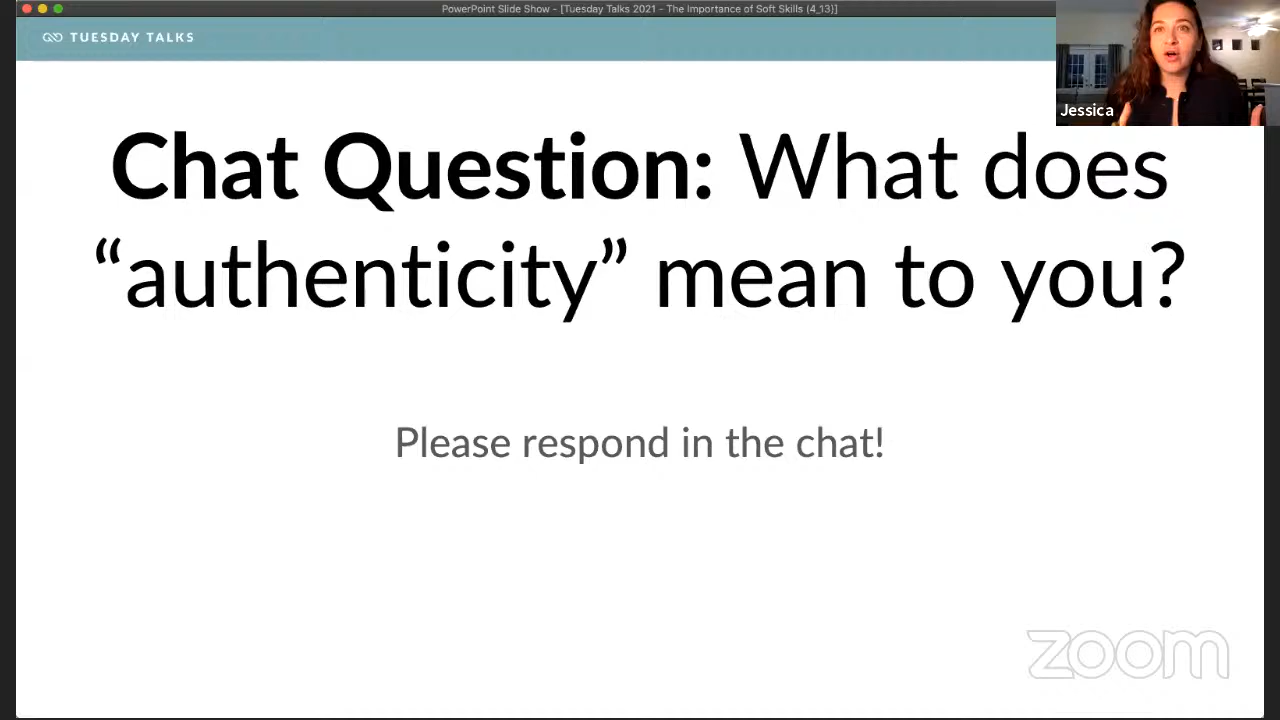 PowerPoint Slide Show - [Tuesday Talks 2021 - The Importance of Soft Skills (4_13)]
TUESDAY TALKS
Jessica
Chat Question: What does
“authenticity” mean to you?
Please respond in the chat!
zoom